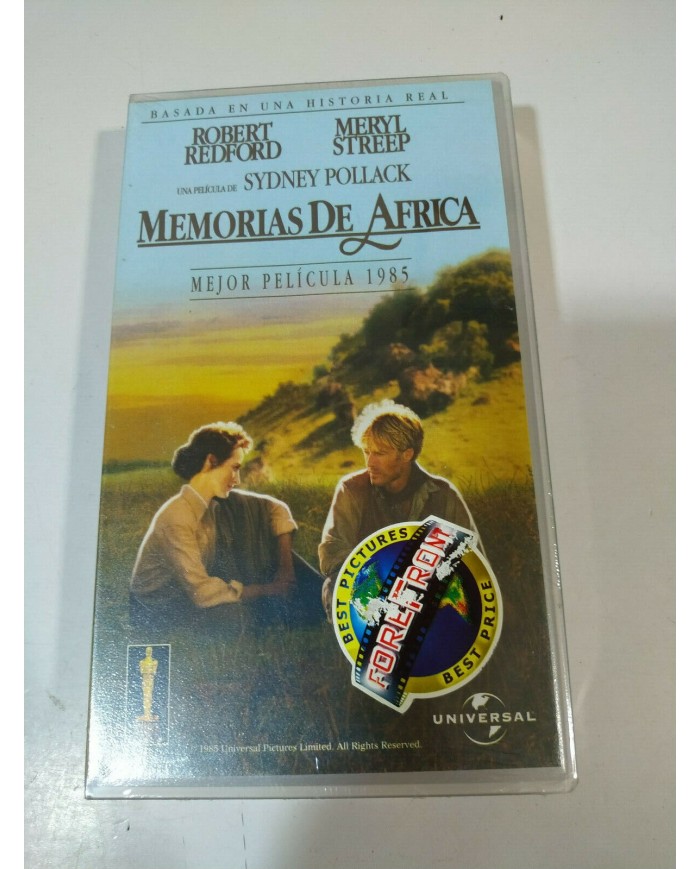 BASADA EN UNA HISTORIA REAL
ROBERT REDFORD
MERYL STREEP
UNA PELÍCULA DE SYDNEY POLLACK
MEMORIAS DE AFRICA
MEJOR PELÍCULA 1985
BEST PICTURES
FOREFRONT
BEST PRICE
UNIVERSAL
1985 Universal Pictures Limited. All Rights Reserved.